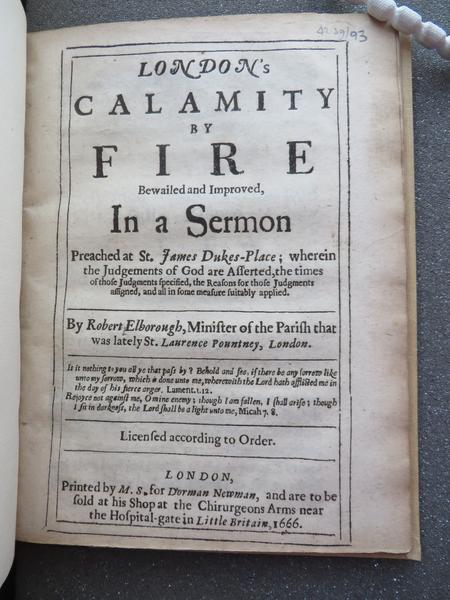 LONDON's
CALAMITY
BY
FIRE
Bewailed and Improved,
In a Sermon
Preached at St. James Dukes-Place; wherein
the Judgements of God are Asserted, the times
of those Judgments specified, the Reasons for those Judgments
assigned, and all in some measure suitably applied.
By Robert Elborough, Minister of the Parish that
was lately St. Laurence Pountney, London.
Is it nothing to you all ye that pass by? Behold and see, if there be any sorrow like
unto my sorrow, which is done unto me, wherewith the Lord hath afflicted me in
the day of his fierce anger. Lament. 1.12.
Rejoyce not against me, O mine enemy; though I am fallen, I shall arise; though
I sit in darkness, the Lord shall be a light unto me, Micah 7. 8.
Licensed according to Order.
LONDON,
Printed by M. S. for Dorman Newman, and are to be
sold at his Shop at the Chirurgeons Arms near
the Hospital-gate in Little Britain, 1666.